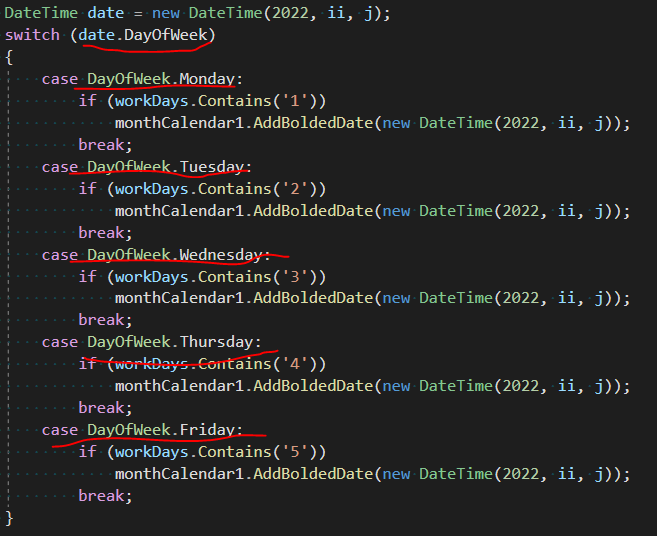 DateTime date = new DateTime(2022, ii, j);
switch (date.DayOfWeek)
{
    case DayOfWeek.Monday:
        if (workDays.Contains('1'))
            monthCalendar1.AddBoldedDate(new DateTime(2022, ii, j));
        break;
    case DayOfWeek.Tuesday:
        if (workDays.Contains('2'))
            monthCalendar1.AddBoldedDate(new DateTime(2022, ii, j));
        break;
    case DayOfWeek.Wednesday:
        if (workDays.Contains('3'))
            monthCalendar1.AddBoldedDate(new DateTime(2022, ii, j));
        break;
    case DayOfWeek.Thursday:
        if (workDays.Contains('4'))
            monthCalendar1.AddBoldedDate(new DateTime(2022, ii, j));
        break;
    case DayOfWeek.Friday:
        if (workDays.Contains('5'))
            monthCalendar1.AddBoldedDate(new DateTime(2022, ii, j));
        break;
}